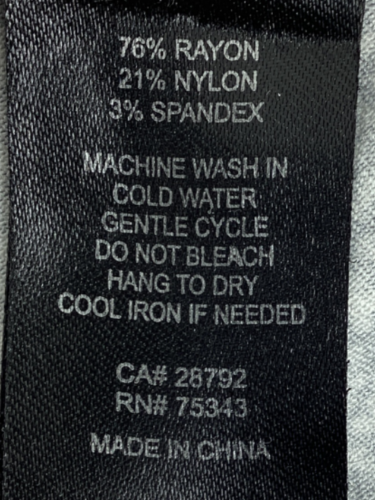 76% RAYON
21% NYLON
3% SPANDEX
MACHINE WASH IN
COLD WATER
GENTLE CYCLE
DO NOT BLEACH
HANG TO DRY
COOL IRON IF NEEDED
CA# 28792
RN# 75343
MADE IN CHINA